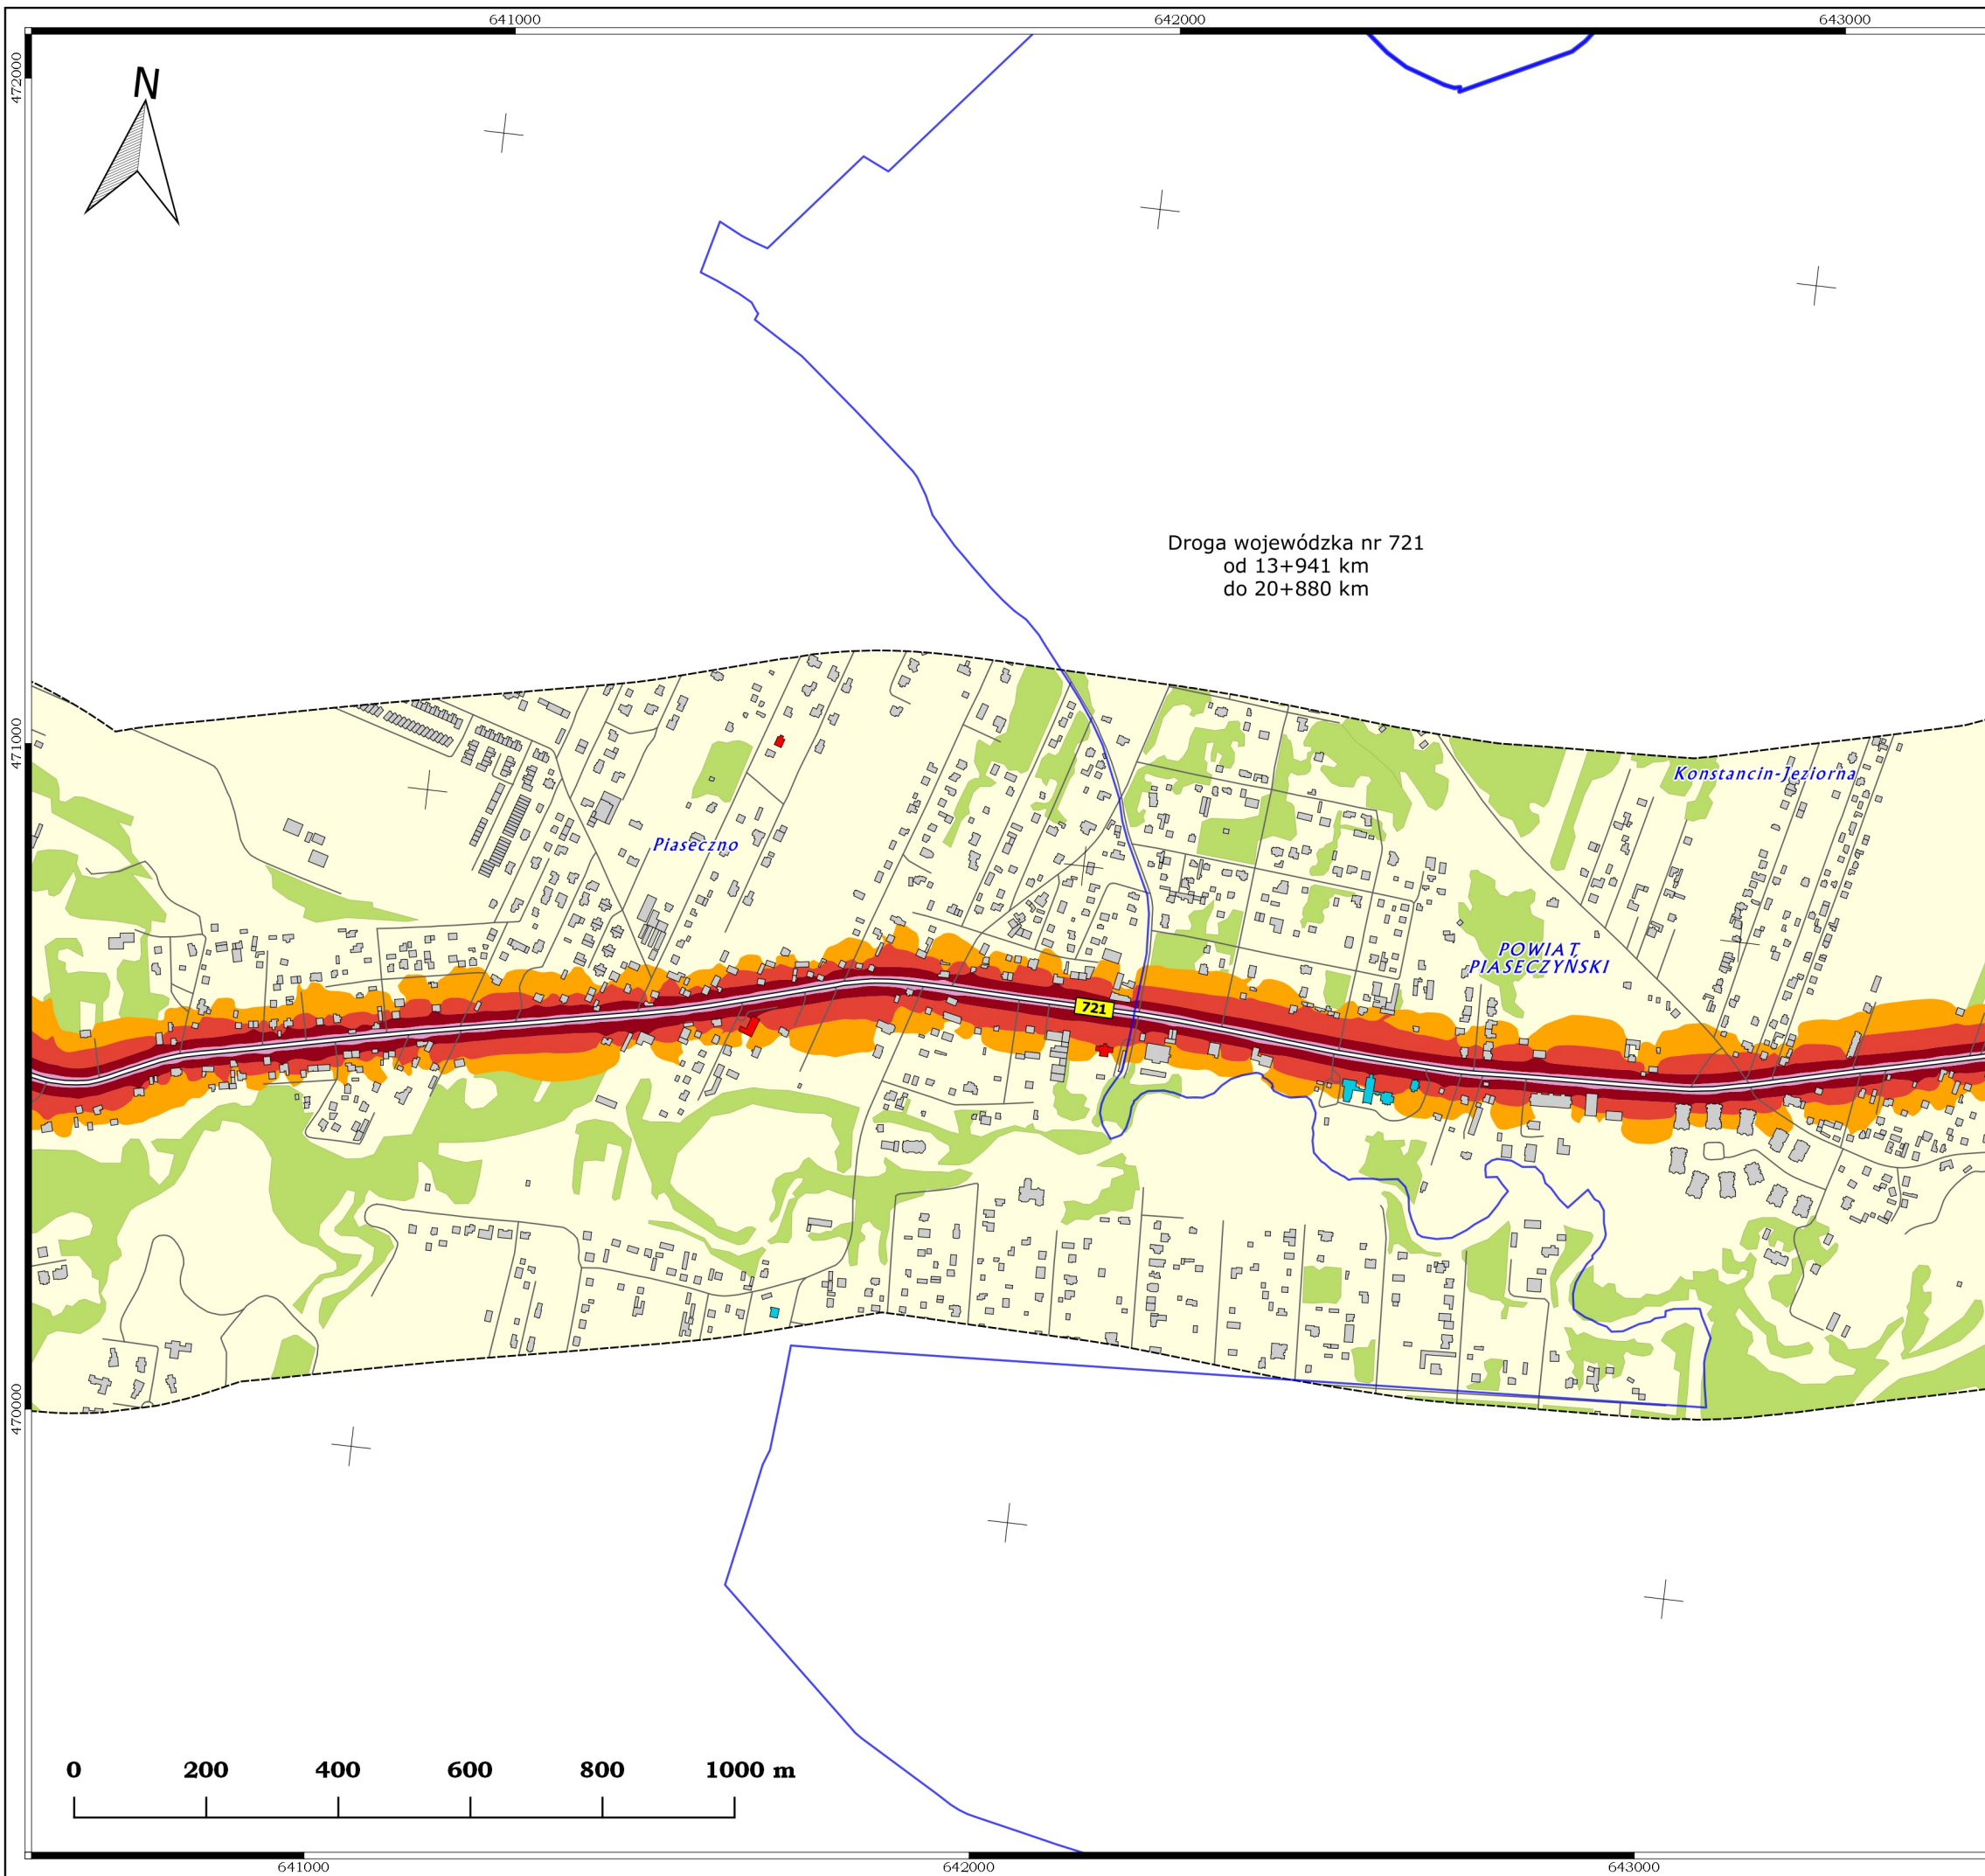 641000
642000
643000
472000
N
Droga wojewódzka nr 721
od 13+941 km
do 20+880 km
471000
Konstancin-Jeziorna
Piaseczno
POWIAT
PIASECZYŃSKI
721
470000
0 200 400 600 800 1000 m
641000
642000
643000